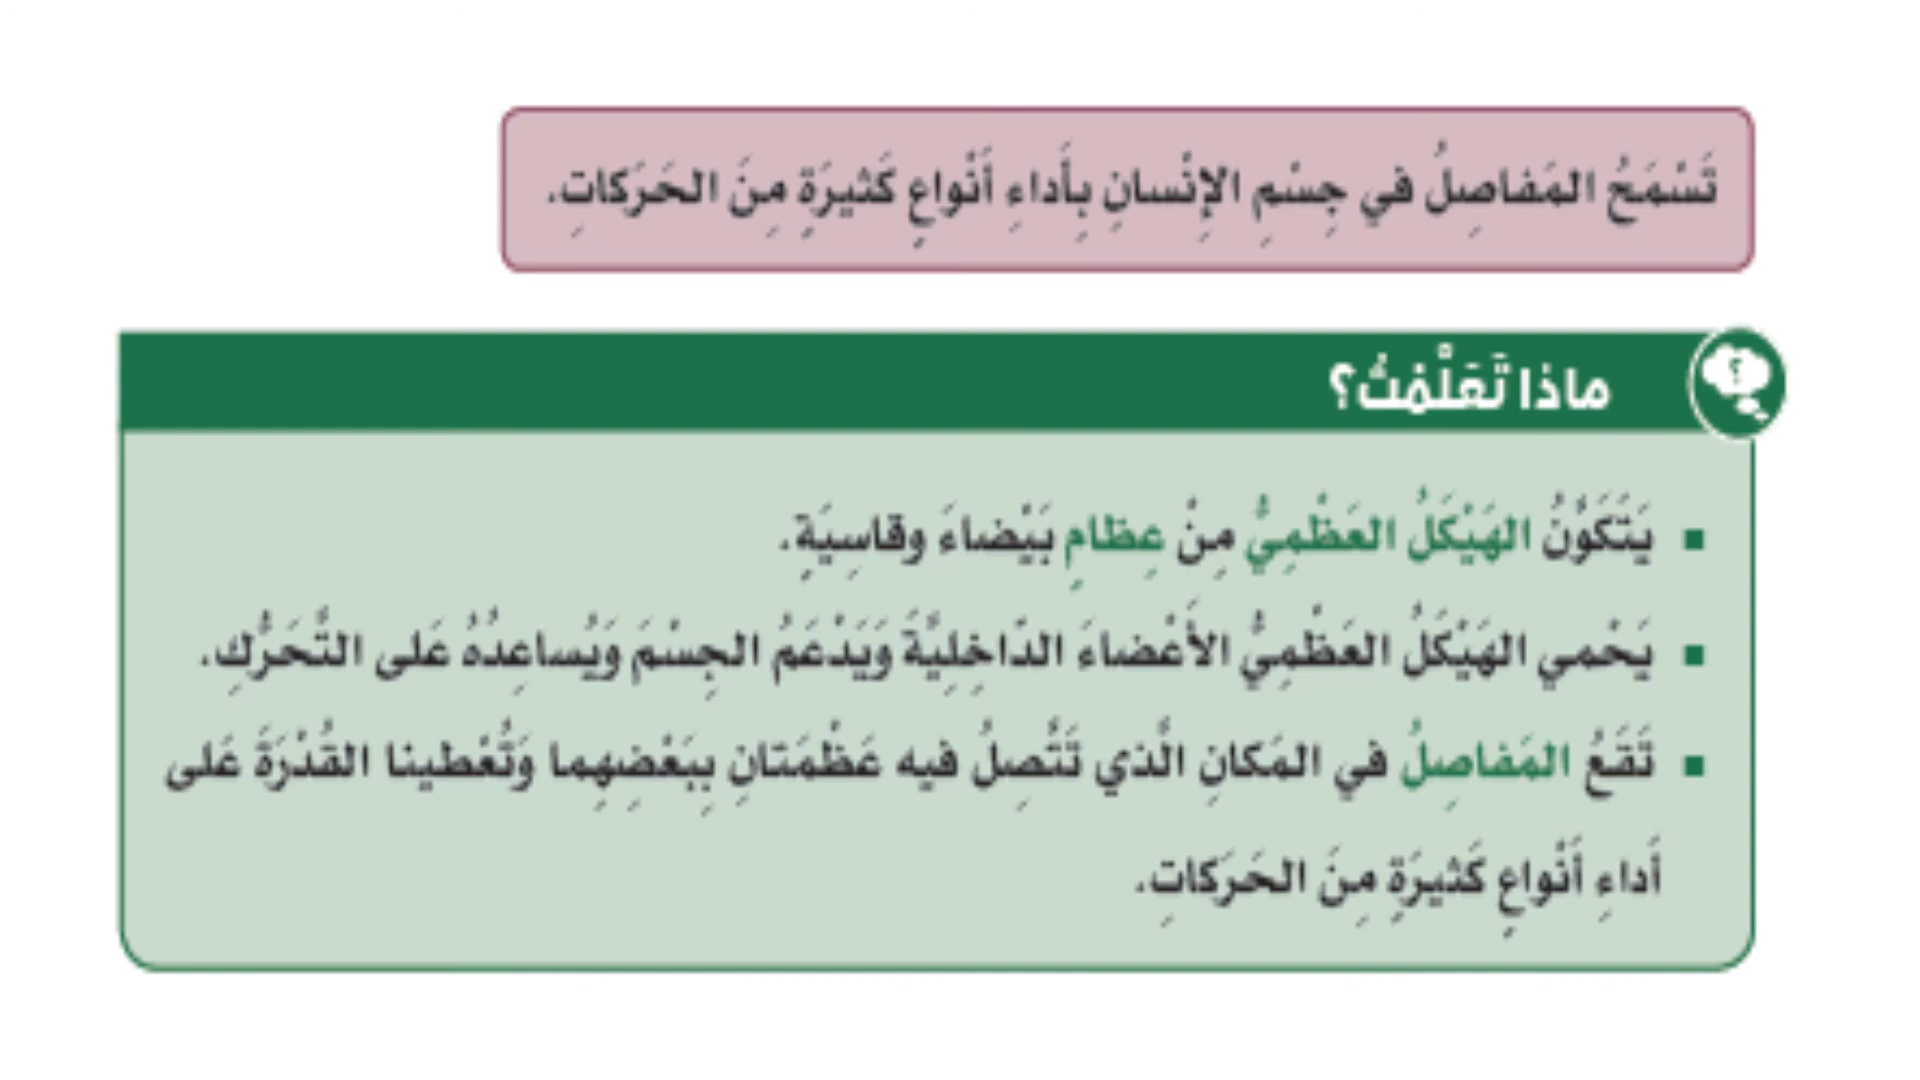 تَسْمَحُ المَفاصِلُ في جِسْمِ الإِنْسانِ بِأَداءِ أَنْواعٍ كَثيرَةٍ مِنَ الحَرَكاتِ.
ماذا تَعَلَّمْتُ؟
▪ يَتَكَوَّنُ الهَيْكَلُ العَظْمِيُّ مِنْ عِظامٍ بَيْضاءَ وقاسِيَةٍ.
▪ يَحْمي الهَيْكَلُ العَظْمِيُّ الأَعْضاءَ الدّاخِلِيَّةَ وَيَدْعَمُ الجِسْمَ وَيُساعِدُهُ عَلى التَّحَرُّكِ.
▪ تَقَعُ المَفاصِلُ في المَكانِ الَّذي تَتَّصِلُ فيه عَظْمَتانِ بِبَعْضِهِما وَتُعْطينا القُدْرَةَ عَلى
أَداءِ أَنْواعٍ كَثيرَةٍ مِنَ الحَرَكاتِ.